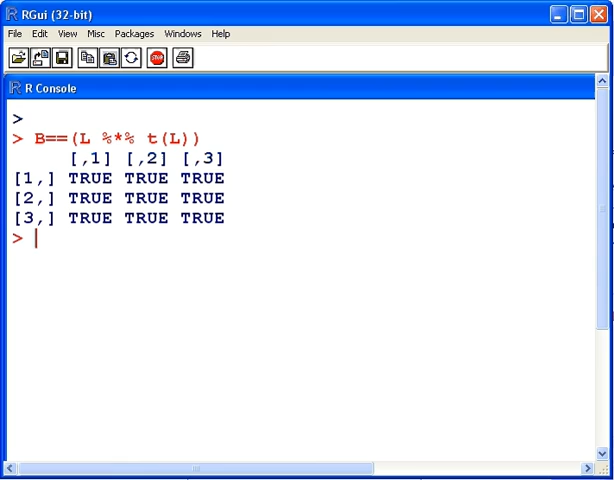 RGui (32-bit)
File Edit View Misc Packages Windows Help
STOP
R Console
>
> B==(L %*% t(L))
[,1] [,2] [,3]
[1,] TRUE TRUE TRUE
[2,] TRUE TRUE TRUE
[3,] TRUE TRUE TRUE
>